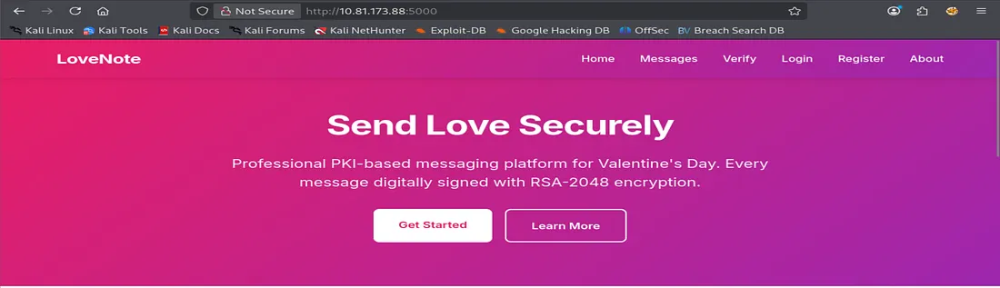 Not Secure http://10.81.173.88:5000
Kali Linux Kali Tools Kali Docs Kali Forums Kali NetHunter Exploit-DB Google Hacking DB OffSec Breach Search DB
LoveNote Home Messages Verify Login Register About
Send Love Securely
Professional PKI-based messaging platform for Valentine's Day. Every
message digitally signed with RSA-2048 encryption.
Get Started Learn More